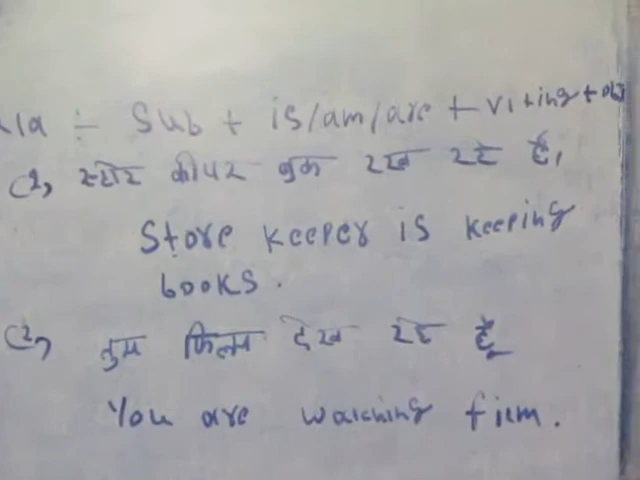 ÷ Sub + is/am/are + V1 + ing + obj
(2) स्टोर कीपर बुक रख रहे हैं,
Store keeper is keeping
books.
(2) तुम फिल्म देख रहे हैं
You are watching film.